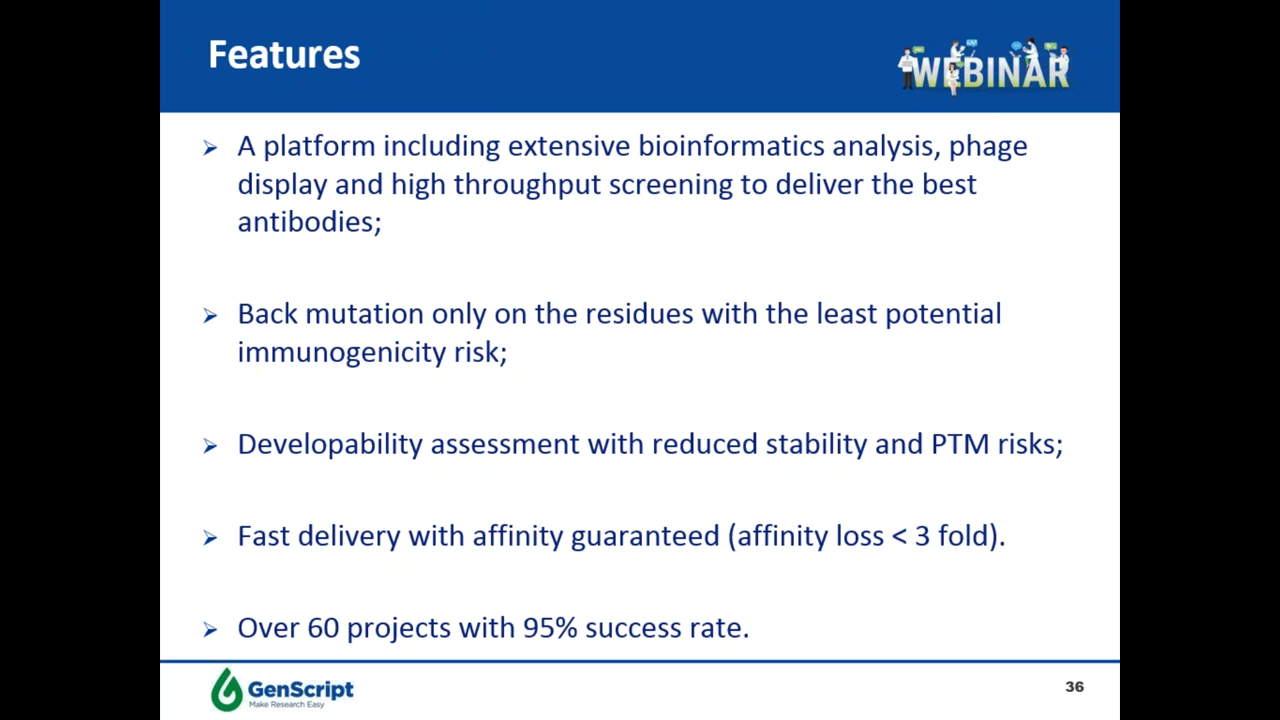 Features
WEBINAR
➢ A platform including extensive bioinformatics analysis, phage
display and high throughput screening to deliver the best
antibodies;
➢ Back mutation only on the residues with the least potential
immunogenicity risk;
➢ Developability assessment with reduced stability and PTM risks;
➢ Fast delivery with affinity guaranteed (affinity loss < 3 fold).
➢ Over 60 projects with 95% success rate.
GenScript
Make Research Easy
36